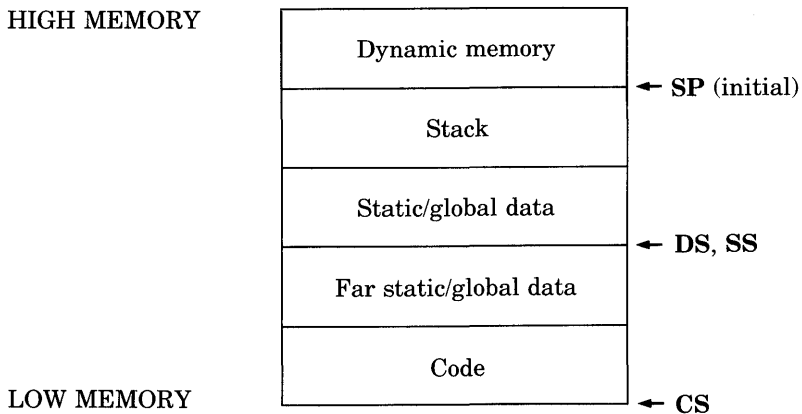 HIGH MEMORY
Dynamic memory
← SP (initial)
Stack
Static/global data
← DS, SS
Far static/global data
Code
LOW MEMORY
← CS